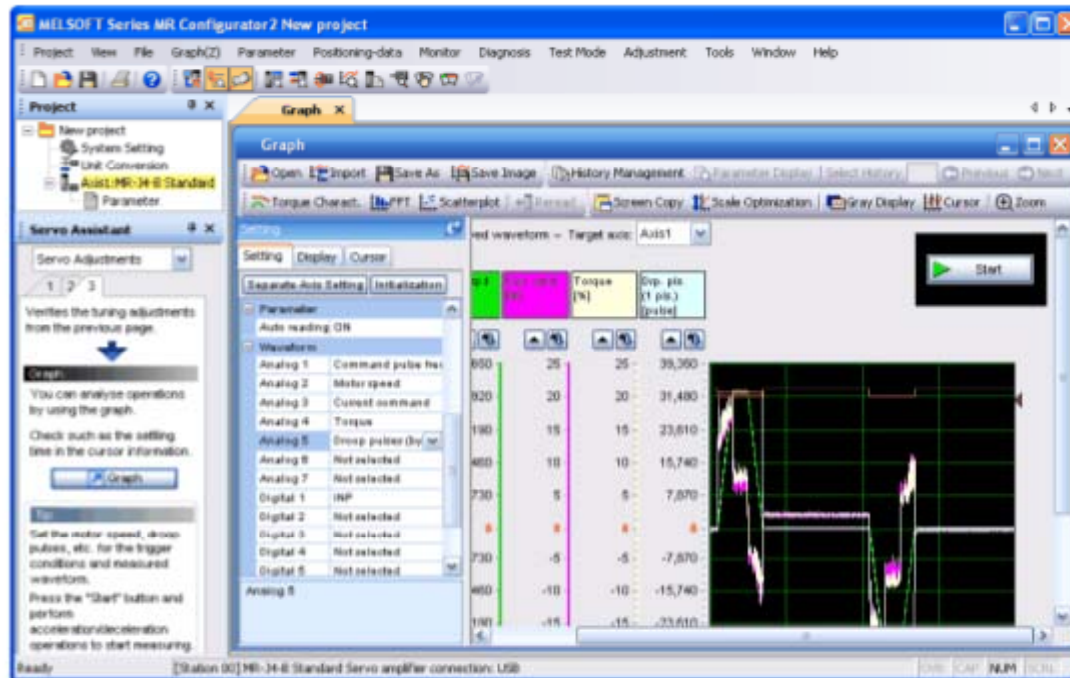 MELSOFT Series MR Configurator2 New project
Project View File Graph(Z) Parameter Positioning-data Monitor Diagnosis Test Mode Adjustment Tools Window Help
Project
New project
System Setting
Unit Conversion
Axis1:MR-J4-B Standard
Parameter
Servo Assistant
Servo Adjustments
1 2 3
Verifies the tuning adjustments
from the previous page.
Graph
You can analyse operations
by using the graph.
Check such as the settling
time in the cursor information.
Graph
Tip
Set the motor speed, droop
pulses, etc. for the trigger
conditions and measured
waveform.
Press the "Start" button and
perform
acceleration/deceleration
operations to start measuring.
Graph
Graph
Open Import Save As Save Image History Management Parameter Display Select History Previous Next
Torque Charact. FFT Scatterplot Reread Screen Copy Scale Optimization Gray Display Cursor Zoom
Setting
Setting Display Cursor
Separate Axis Setting Initialization
Parameter
Auto reading ON
Waveform
Analog 1 Command pulse
Analog 2 Motor speed
Analog 3 Current command
Analog 4 Torque
Analog 5 Droop pulses (by
Analog 6 Not selected
Analog 7 Not selected
Digital 1 INP
Digital 2 Not selected
Digital 3 Not selected
Digital 4 Not selected
Digital 5 Not selected
Analog 5
ed waveform - Target axis: Axis1
Torque
[%]
Drp. pls
(1 pls.)
[pulse]
Start
25 25 39,350
20 20 31,480
190 15 15 23,610
460 10 10 15,740
730 5 5 7,870
730 -5 -5 -7,870
460 -10 -10 -15,740
190 -15 -15 -23,610
Ready [Station 00] MR-J4-B Standard Servo amplifier connection: USB OVR CAP NUM SCRL